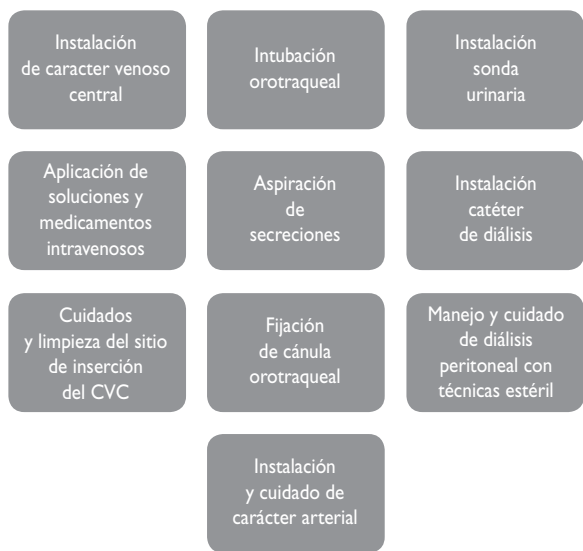 Instalación
de caracter venoso
central
Intubación
orotraqueal
Instalación
sonda
urinaria
Aplicación de
soluciones y
medicamentos
intravenosos
Aspiración
de
secreciones
Instalación
catéter
de diálisis
Cuidados
y limpieza del sitio
de inserción
del CVC
Fijación
de cánula
orotraqueal
Manejo y cuidado
de diálisis
peritoneal con
técnicas estéril
Instalación
y cuidado de
carácter arterial